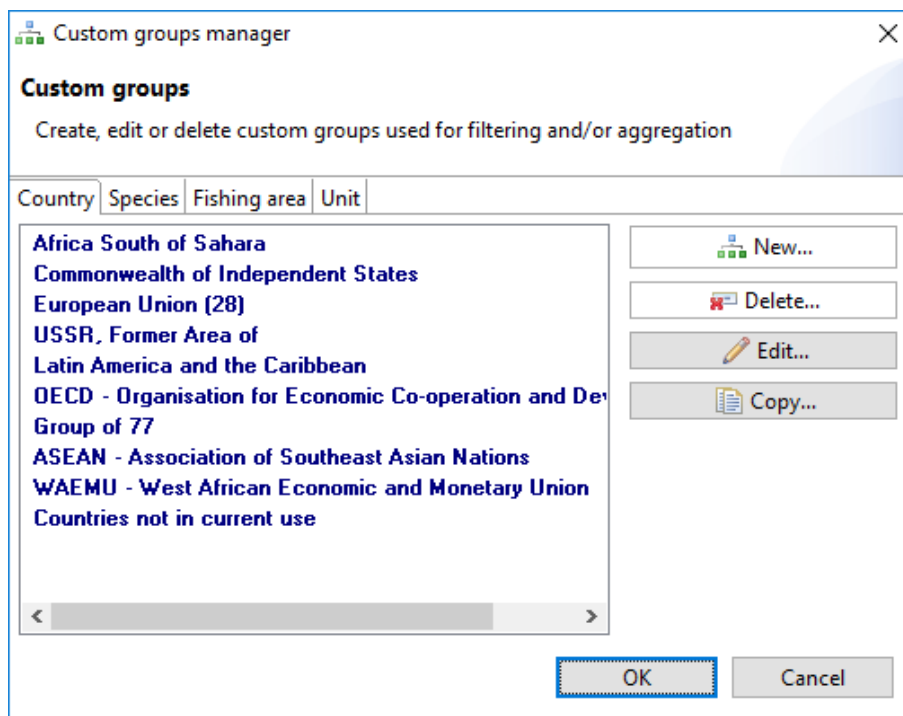 Custom groups manager
Custom groups
Create, edit or delete custom groups used for filtering and/or aggregation
Country Species Fishing area Unit
Africa South of Sahara
Commonwealth of Independent States
European Union (28)
USSR, Former Area of
Latin America and the Caribbean
OECD - Organisation for Economic Co-operation and Dev
Group of 77
ASEAN - Association of Southeast Asian Nations
WAEMU - West African Economic and Monetary Union
Countries not in current use
New...
Delete...
Edit...
Copy...
OK Cancel